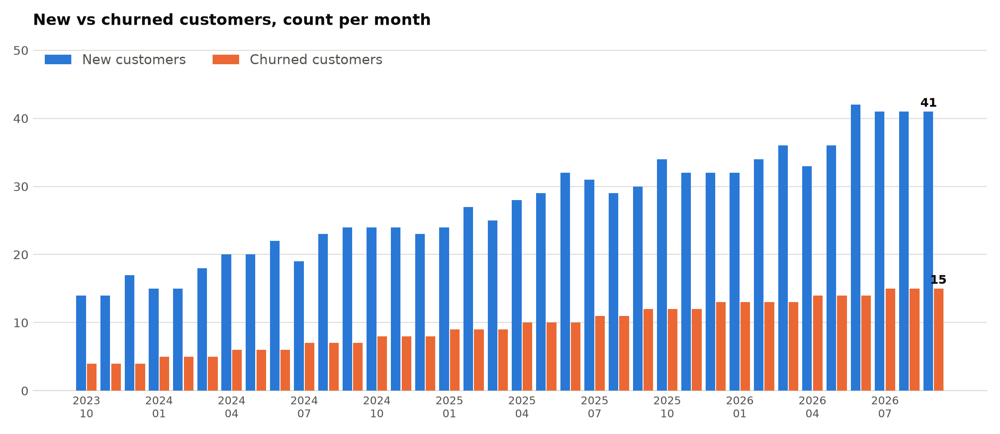 New vs churned customers, count per month
50
New customers Churned customers
41
40
30
20
15
10
0
2023 2024 2024 2024 2024 2025 2025 2025 2025 2026 2026 2026
10 01 04 07 10 01 04 07 10 01 04 07